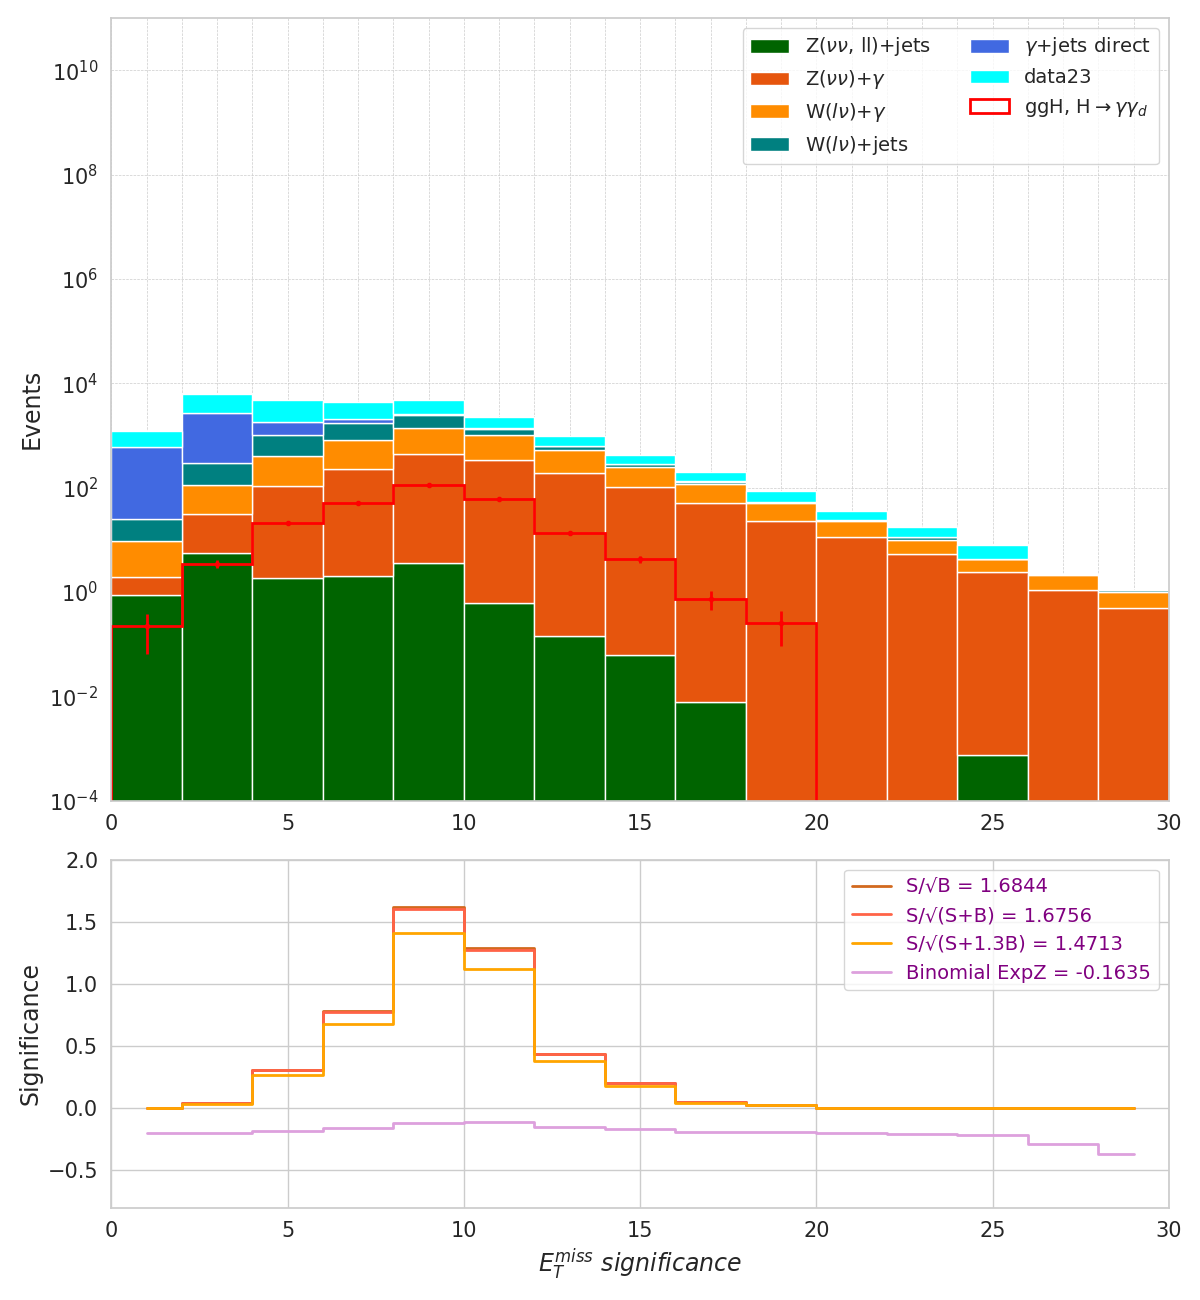 Z(νν, ll)+jets
Z(νν)+γ
W(lν)+γ
W(lν)+jets
γ+jets direct
data23
ggH, H→γγ_d
Events
10^10
10^8
10^6
10^4
10^2
10^0
10^−2
10^−4
0 5 10 15 20 25 30
S/√B = 1.6844
S/√(S+B) = 1.6756
S/√(S+1.3B) = 1.4713
Binomial ExpZ = -0.1635
Significance
2.0
1.5
1.0
0.5
0.0
−0.5
0 5 10 15 20 25 30
E_T^miss significance